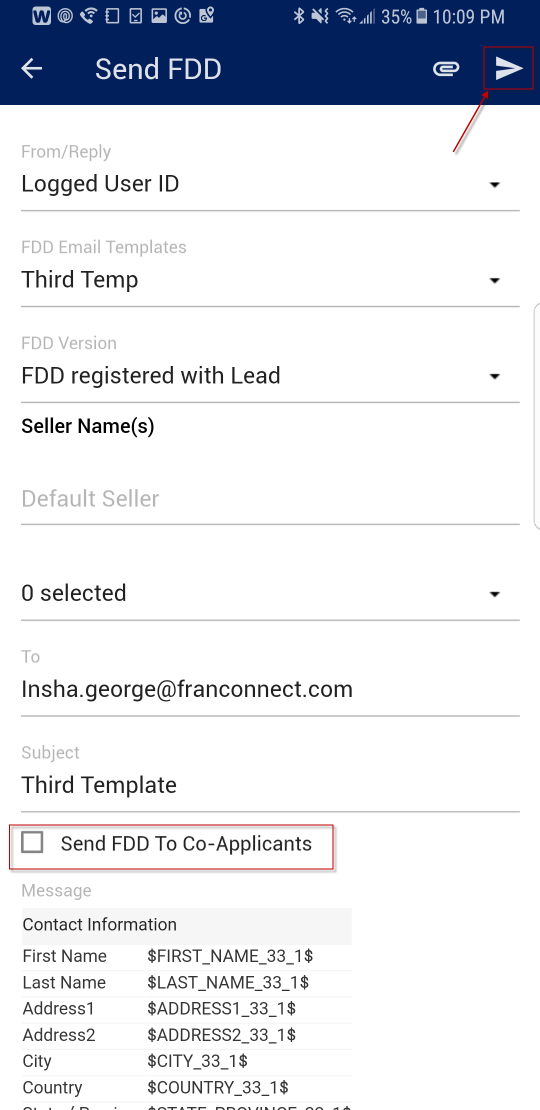 35% 10:09 PM
Send FDD
From/Reply
Logged User ID
FDD Email Templates
Third Temp
FDD Version
FDD registered with Lead
Seller Name(s)
Default Seller
0 selected
To
Insha.george@franconnect.com
Subject
Third Template
Send FDD To Co-Applicants
Message
Contact Information
First Name $FIRST_NAME_33_1$
Last Name $LAST_NAME_33_1$
Address1 $ADDRESS1_33_1$
Address2 $ADDRESS2_33_1$
City $CITY_33_1$
Country $COUNTRY_33_1$